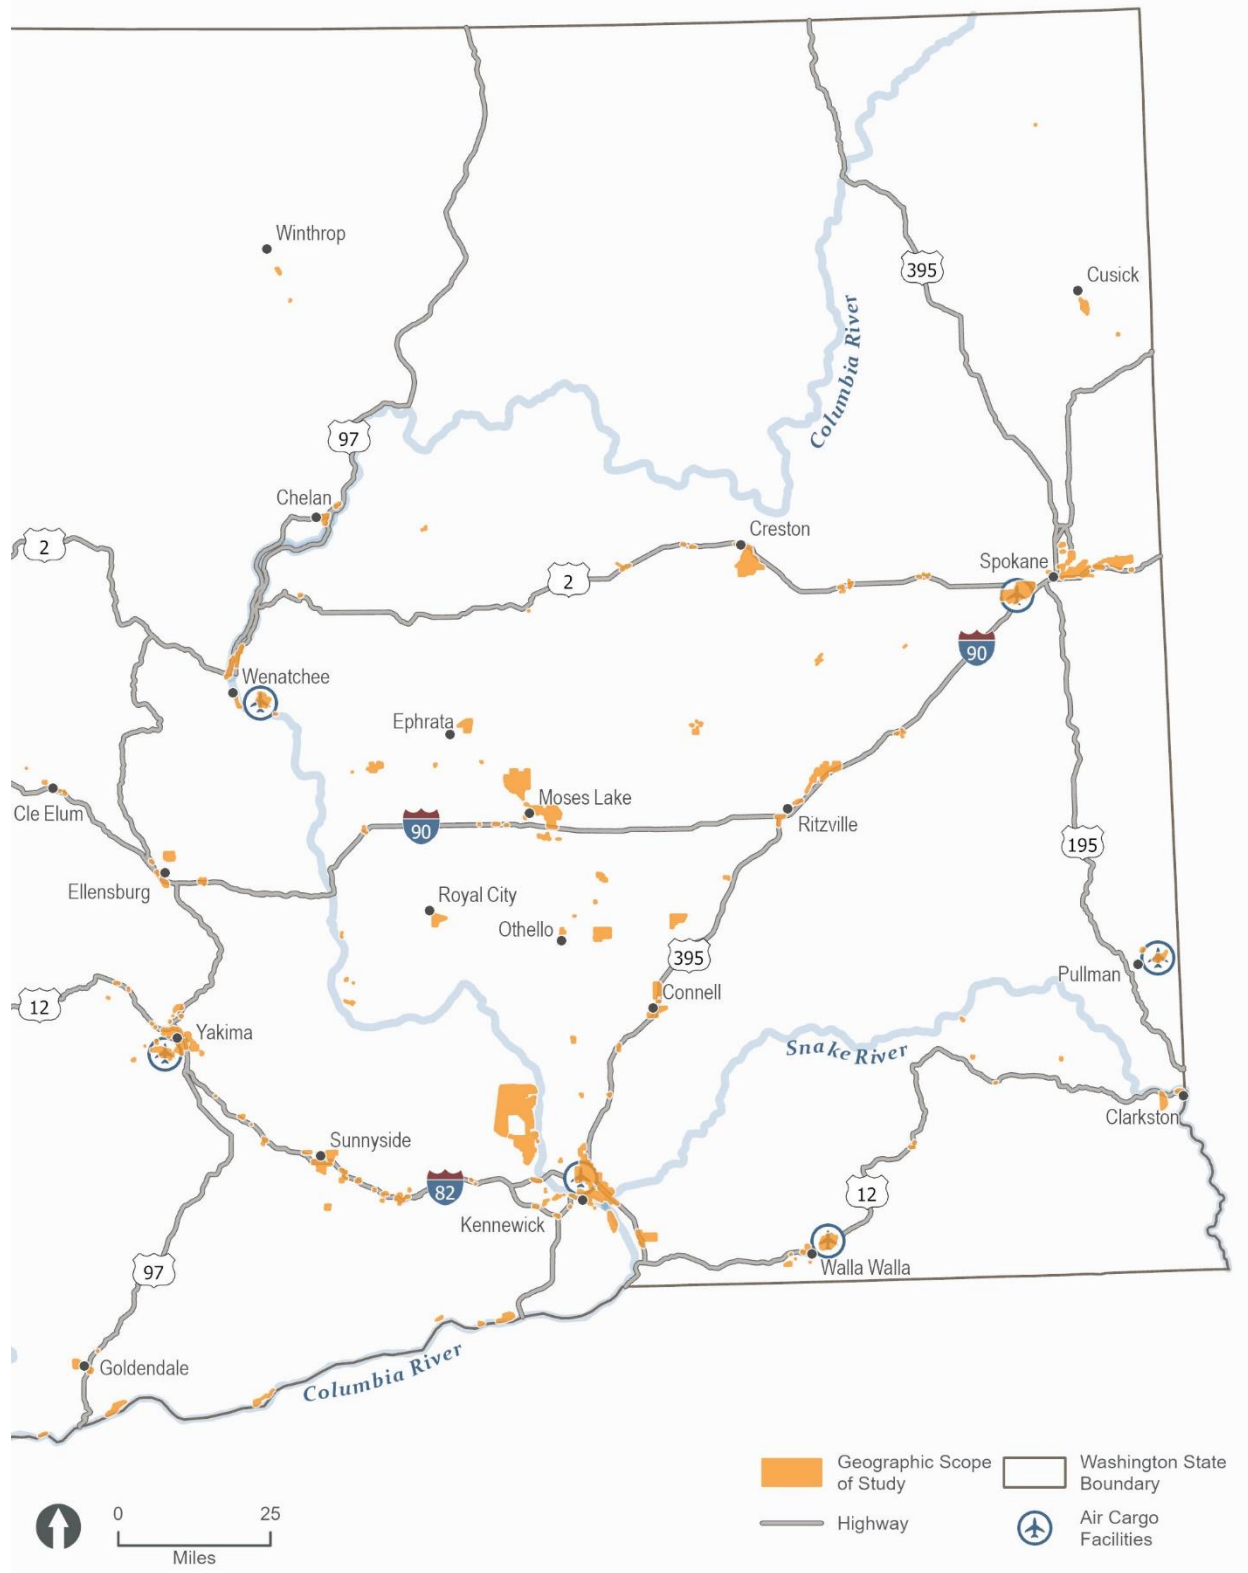 Winthrop
395
Cusick
Columbia River
97
Chelan
2
Creston
2
Spokane
90
Wenatchee
Ephrata
Moses Lake
Cle Elum
90
Ritzville
195
Ellensburg
Royal City
Othello
395
Pullman
Connell
12
Yakima
Snake River
Clarkston
Sunnyside
82
12
Kennewick
Walla Walla
97
Goldendale
Columbia River
Geographic Scope
of Study
Washington State
Boundary
Highway
Air Cargo
Facilities
0 25
Miles